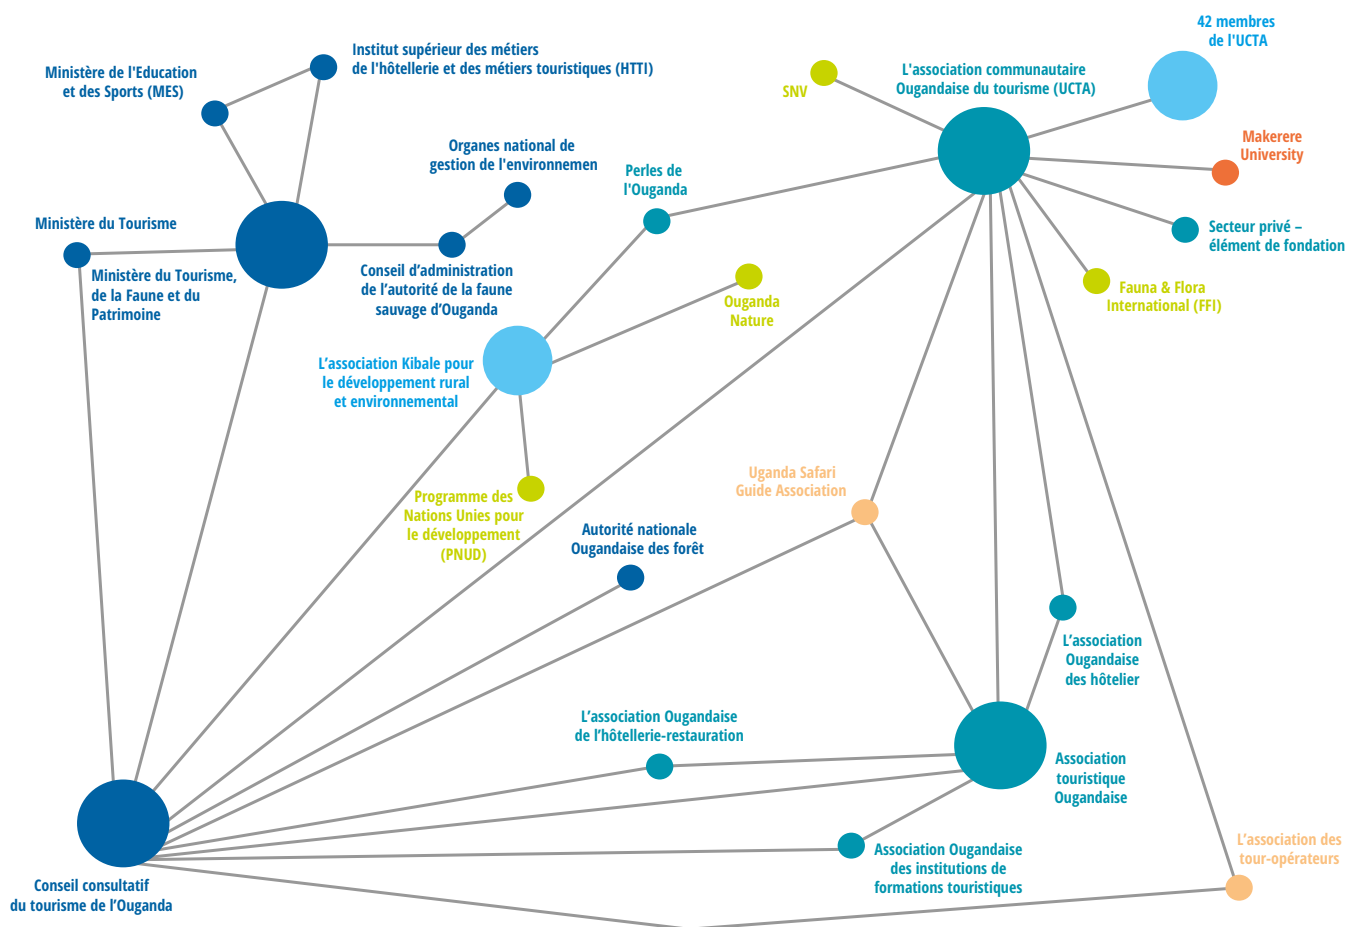 42 membres
de l'UCTA
Institut supérieur des métiers
de l'hôtellerie et des métiers touristiques (HTTI)
Ministère de l'Education
et des Sports (MES)
L'association communautaire
Ougandaise du tourisme (UCTA)
SNV
Makerere
University
Organes national de
gestion de l'environnemen
Perles de
l'Ouganda
Ministère du Tourisme
Secteur privé –
élément de fondation
Ministère du Tourisme,
de la Faune et du
Patrimoine
Conseil d’administration
de l’autorité de la faune
sauvage d’Ouganda
Ouganda
Nature
Fauna & Flora
International (FFI)
L’association Kibale pour
le développement rural
et environnemental
Uganda Safari
Guide Association
Programme des
Nations Unies pour
le développement
(PNUD)
Autorité nationale
Ougandaise des forêt
L’association
Ougandaise
des hôtelier
L’association Ougandaise
de l’hôtellerie-restauration
Association
touristique
Ougandaise
L’association des
tour-opérateurs
Association Ougandaise
des institutions de
formations touristiques
Conseil consultatif
du tourisme de l’Ouganda